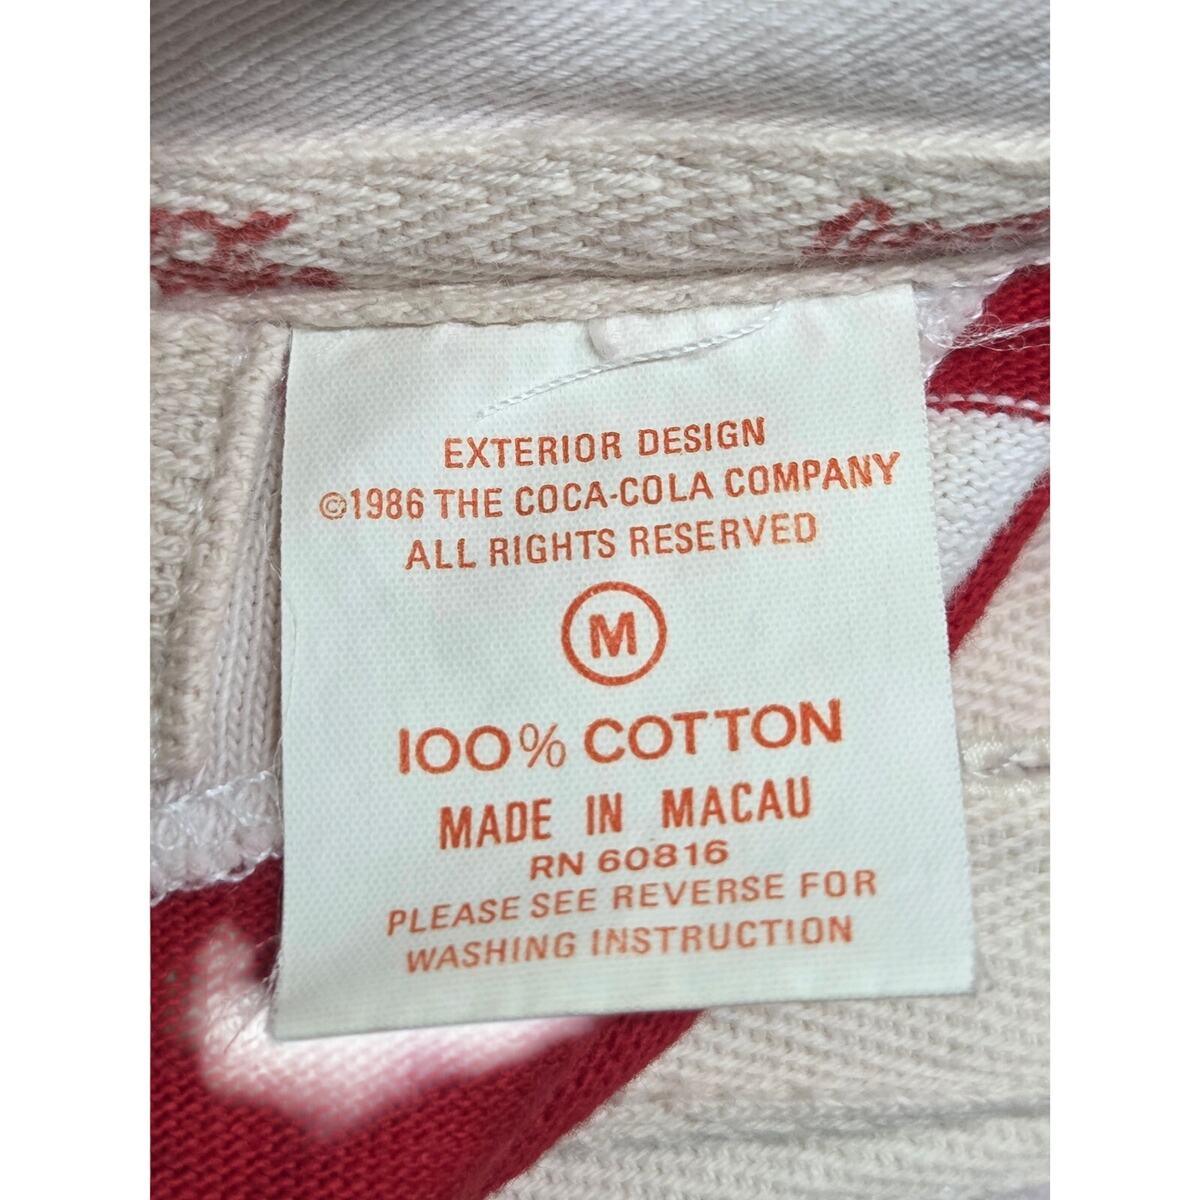 EXTERIOR DESIGN
©1986 THE COCA-COLA COMPANY
ALL RIGHTS RESERVED
M
100% COTTON
MADE IN MACAU
RN 60816
PLEASE SEE REVERSE FOR
WASHING INSTRUCTION